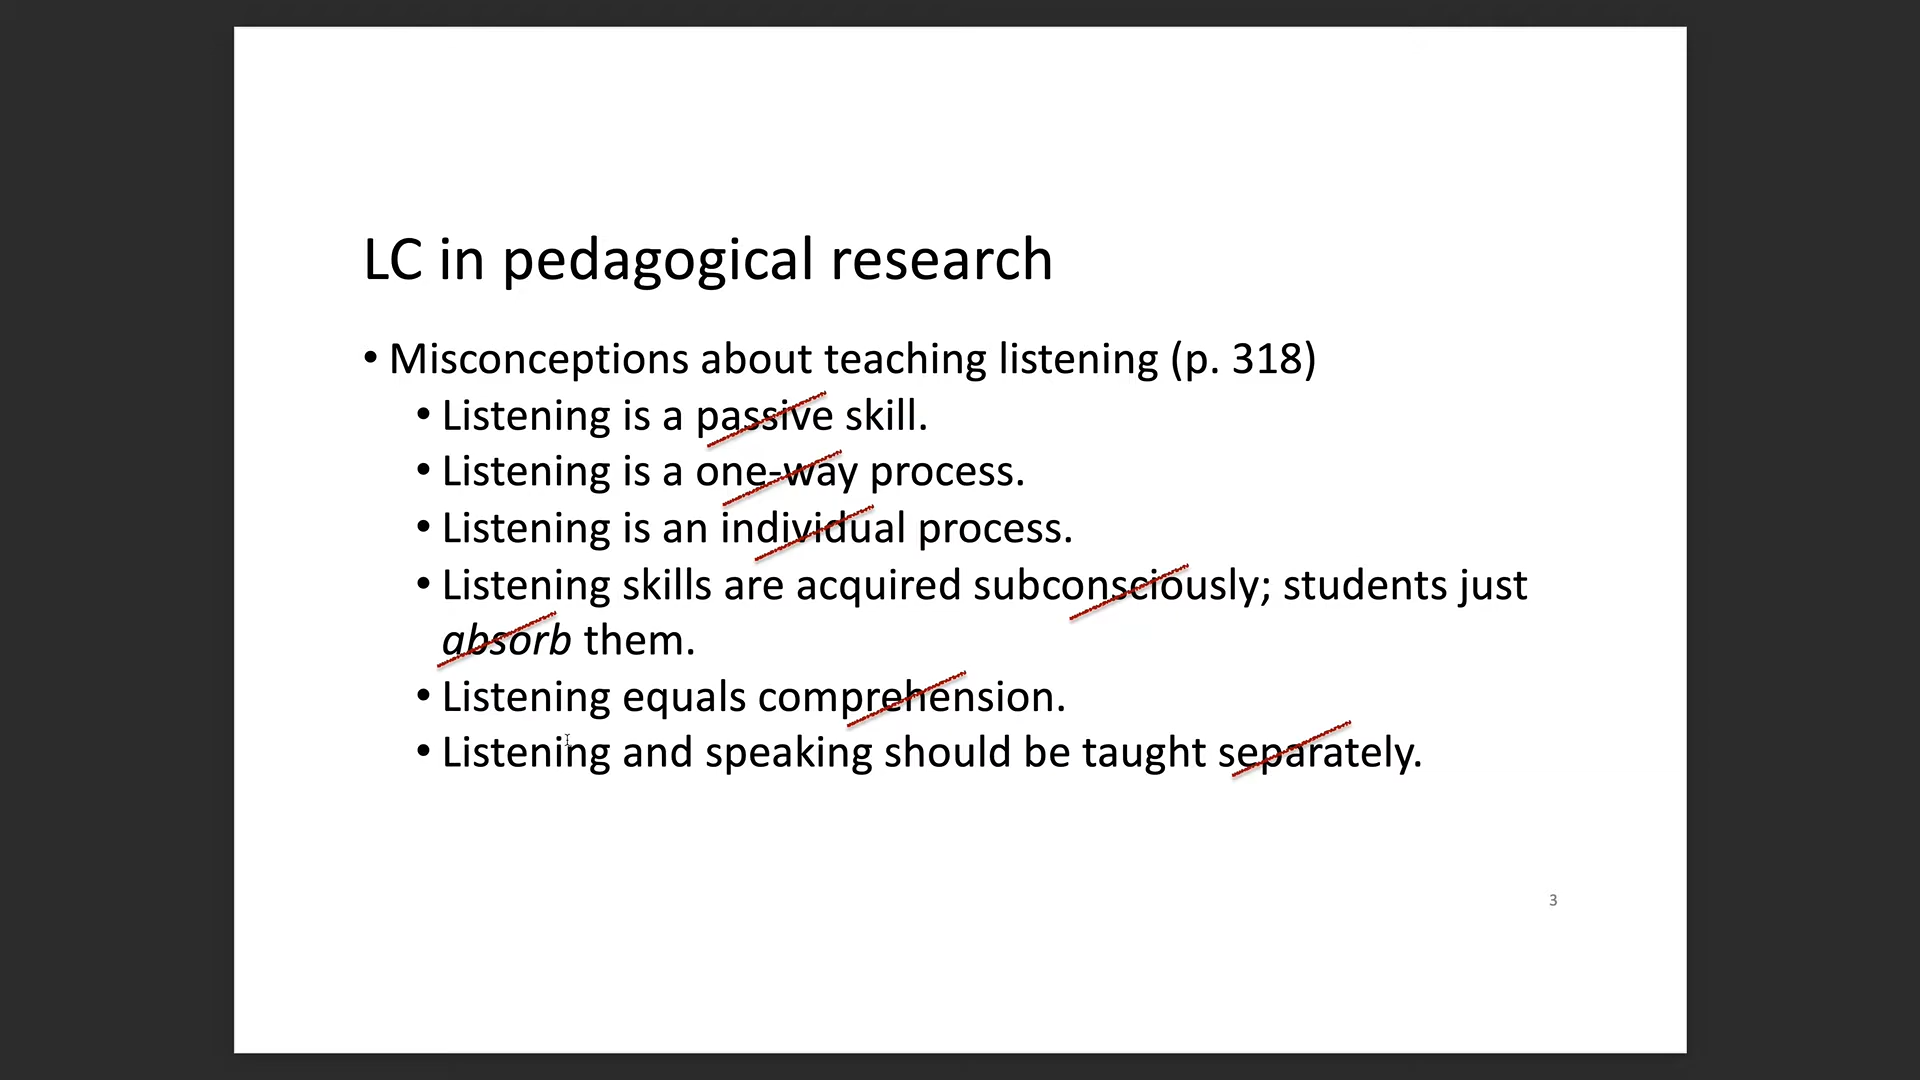 LC in pedagogical research
• Misconceptions about teaching listening (p. 318)
• Listening is a passive skill.
• Listening is a one-way process.
• Listening is an individual process.
• Listening skills are acquired subconsciously; students just
absorb them.
• Listening equals comprehension.
• Listening and speaking should be taught separately.
3